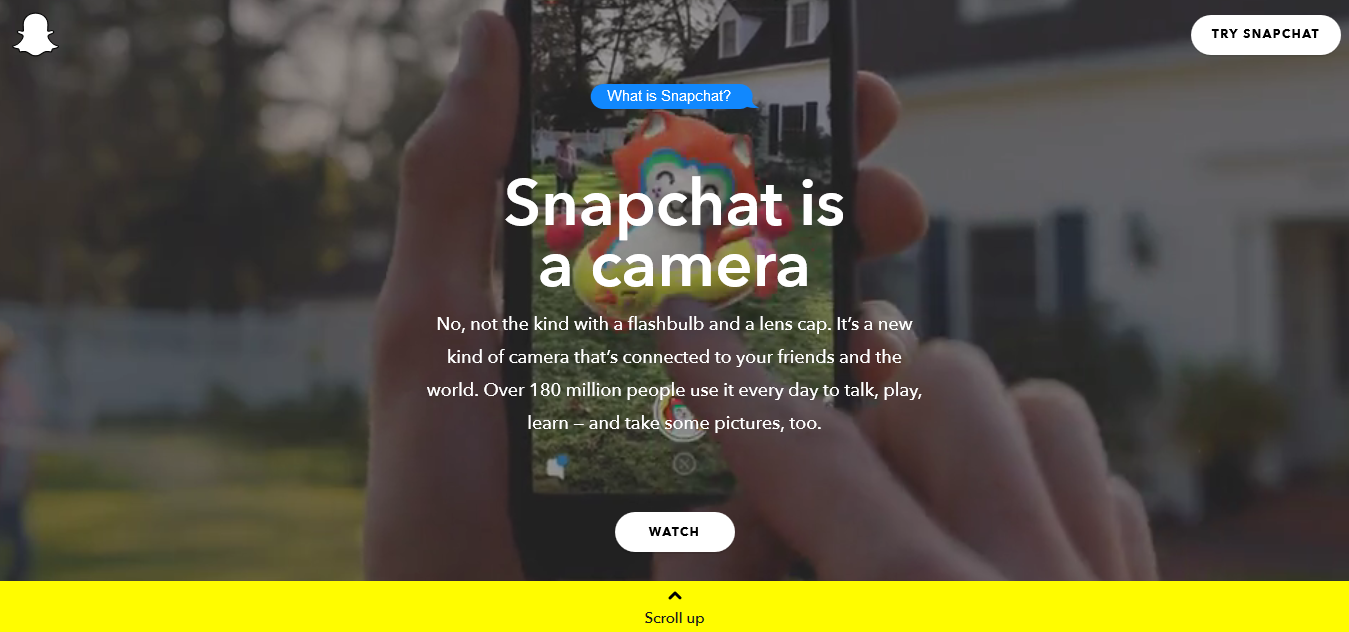 TRY SNAPCHAT
What is Snapchat?
Snapchat is
a camera
No, not the kind with a flashbulb and a lens cap. It’s a new
kind of camera that’s connected to your friends and the
world. Over 180 million people use it every day to talk, play,
learn – and take some pictures, too.
WATCH
Scroll up